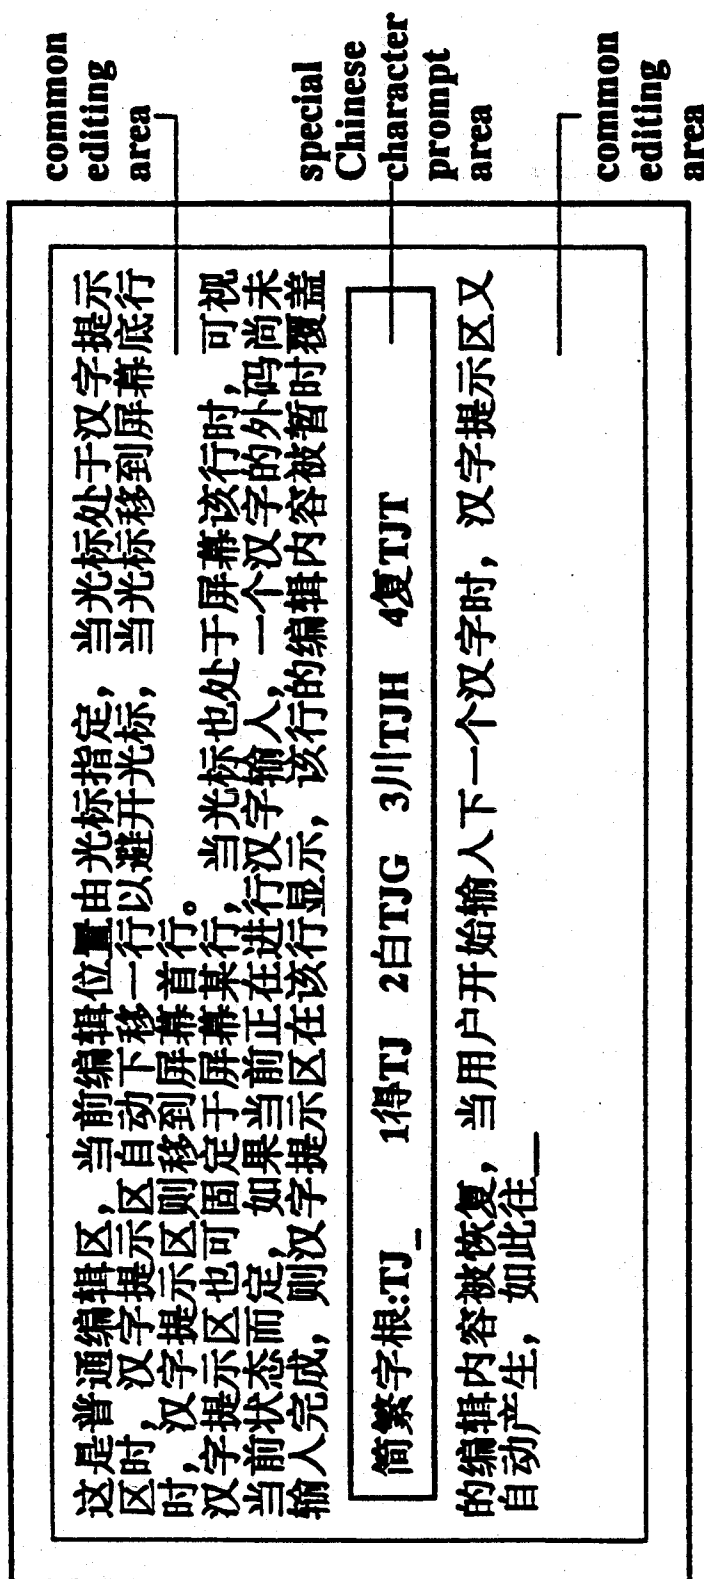 common
editing
area
special
Chinese
character
prompt
area
common
editing
area
这是普通编辑区，当前编辑位置由光标指定，当光标处于汉字提示
区时，汉字提示区自动下移一行以避开光标，当光标移到屏幕底行
时，汉字提示区则移到屏幕首行。
汉字提示区也可固定于屏幕某行，当光标也处于屏幕该行时，可视
当前状态而定，如果当前正在进行汉字输入，一个汉字的外码尚未
输入完成，则汉字提示区在该行显示，该行的编辑内容被暂时覆盖
简繁字根:TJ_ 1得TJ 2白TJG 3川TJH 4复TJT
的编辑内容被恢复，当用户开始输入下一个汉字时，汉字提示区又
自动产生，如此往_